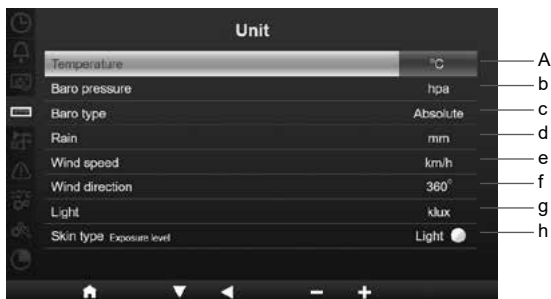 Unit
Temperature °C A
Baro pressure hpa b
Baro type Absolute c
Rain mm d
Wind speed km/h e
Wind direction 360° f
Light klux g
Skin type Exposure level Light h